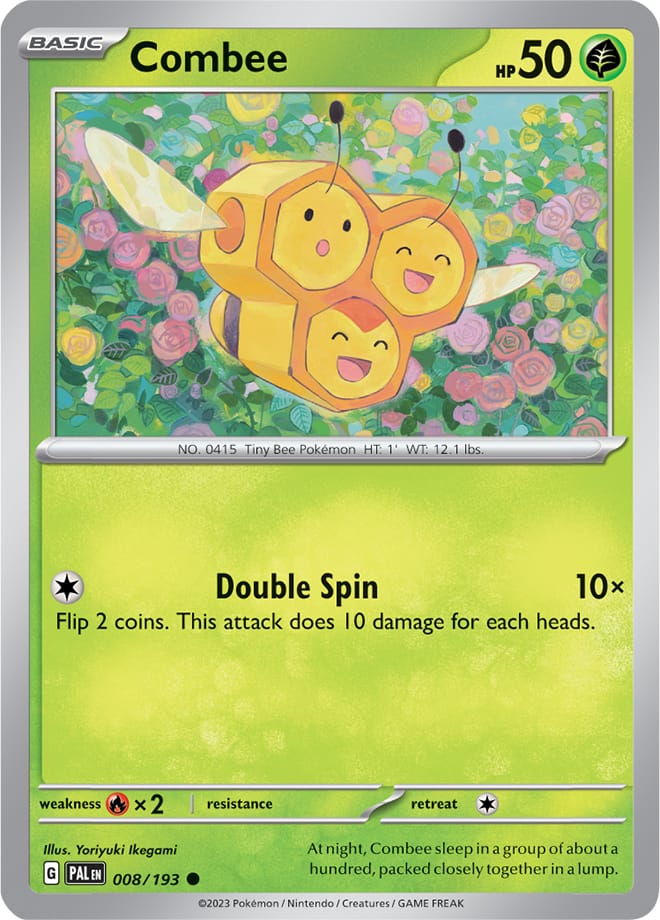 BASIC Combee HP 50
NO. 0415 Tiny Bee Pokémon HT: 1' WT: 12.1 lbs.
Double Spin 10×
Flip 2 coins. This attack does 10 damage for each heads.
weakness ×2 resistance retreat
Illus. Yoriyuki Ikegami
At night, Combee sleep in a group of about a
hundred, packed closely together in a lump.
G PAL EN 008/193
©2023 Pokémon / Nintendo / Creatures / GAME FREAK